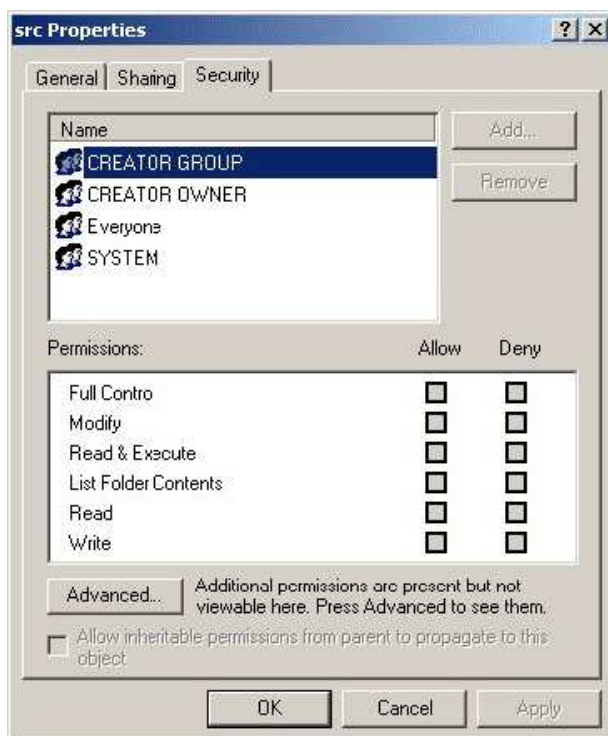 src Properties
General Sharing Security
Name
CREATOR GROUP
CREATOR OWNER
Everyone
SYSTEM
Add...
Remove
Permissions: Allow Deny
Full Contro
Modify
Read & Execute
List Folder Contents
Read
Write
Advanced... Additional permissions are present but not
viewable here. Press Advanced to see them.
Allow inheritable permissions from parent to propagate to this
object
OK Cancel Apply